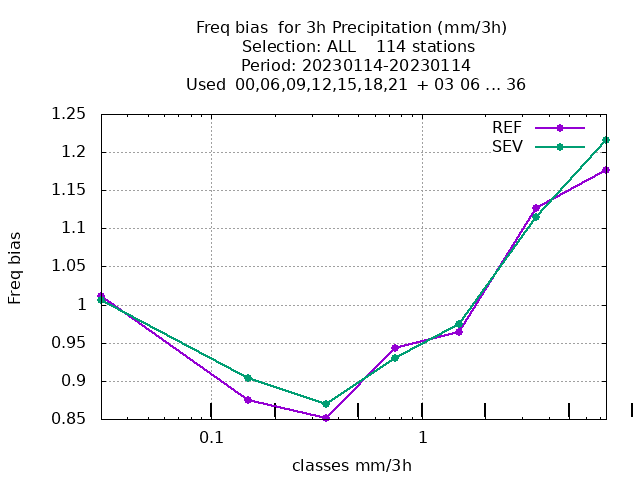 Freq bias  for 3h Precipitation (mm/3h)
Selection: ALL    114 stations
Period: 20230114-20230114
Used  00,06,09,12,15,18,21  + 03 06 ... 36
REF
SEV
1.25
1.2
1.15
1.1
1.05
1
0.95
0.9
0.85
Freq bias
0.1
1
classes mm/3h